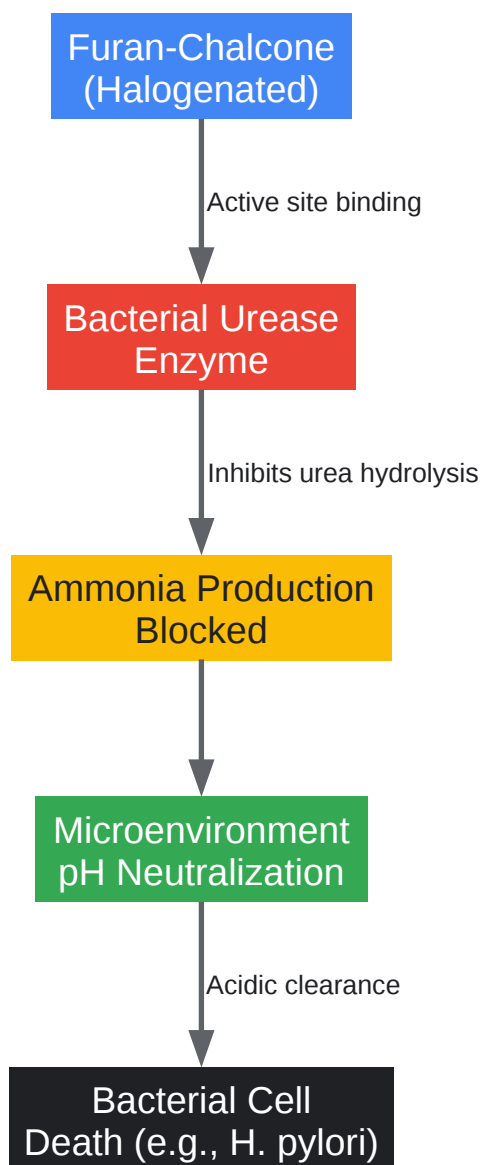 Furan-Chalcone
(Halogenated)
Active site binding
Bacterial Urease
Enzyme
Inhibits urea hydrolysis
Ammonia Production
Blocked
Microenvironment
pH Neutralization
Acidic clearance
Bacterial Cell
Death (e.g., H. pylori)